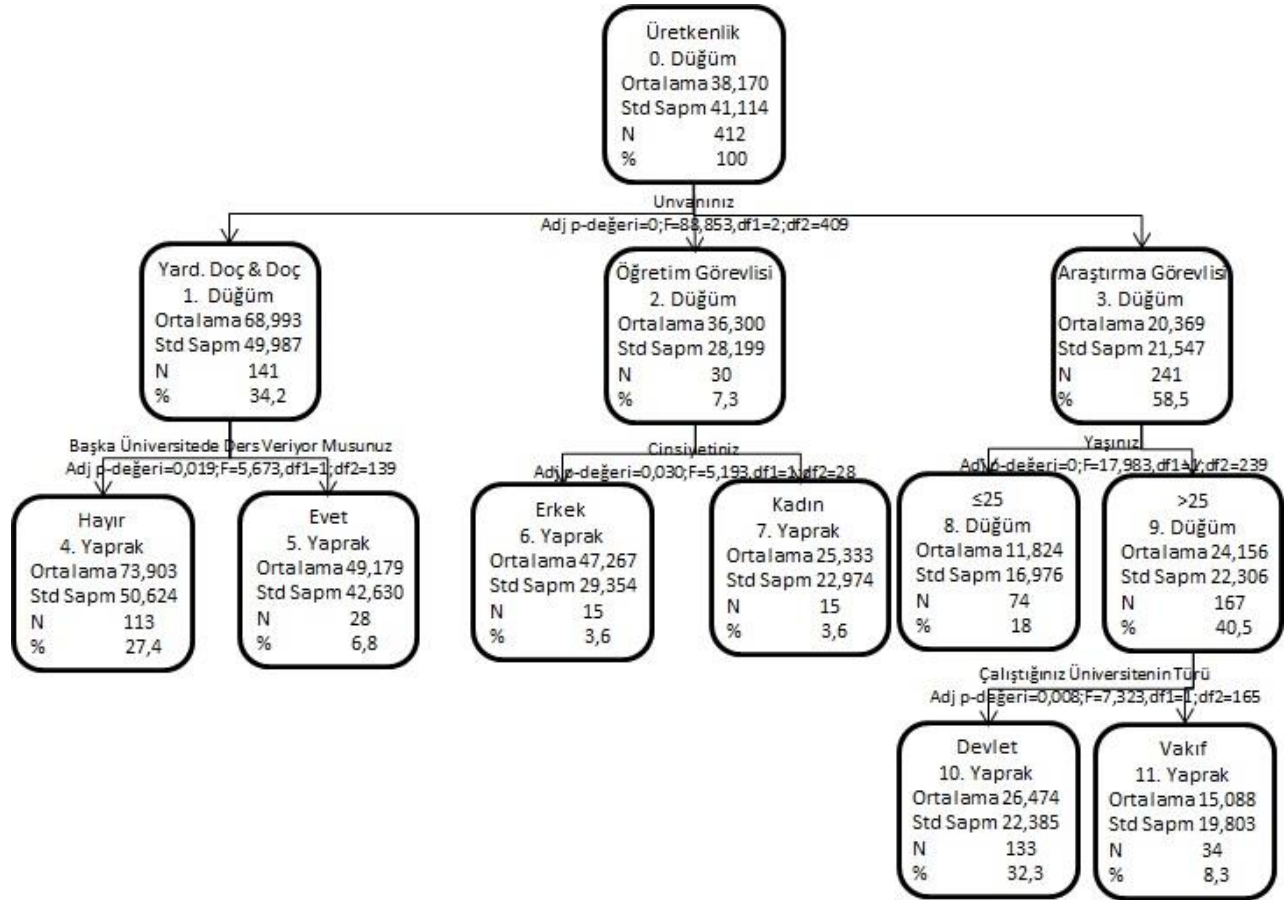 Üretkenlik
0. Düğüm
Ortalama 38,170
Std Sapm 41,114
N 412
% 100
Unvanınız
Adj p-değeri=0;F=88,853,df1=2;df2=409
Yard. Doç & Doç
1. Düğüm
Ortalama 68,993
Std Sapm 49,987
N 141
% 34,2
Öğretim Görevlisi
2. Düğüm
Ortalama 36,300
Std Sapm 28,199
N 30
% 7,3
Araştırma Görevlisi
3. Düğüm
Ortalama 20,369
Std Sapm 21,547
N 241
% 58,5
Başka Üniversitede Ders Veriyor Musunuz
Adj p-değeri=0,019;F=5,673,df1=1;df2=139
Cinsiyetiniz
Adj p-değeri=0,030;F=5,193,df1=1;df2=28
Yaşınız
Adj p-değeri=0;F=17,983,df1=1;df2=239
Hayır
4. Yaprak
Ortalama 73,903
Std Sapm 50,624
N 113
% 27,4
Evet
5. Yaprak
Ortalama 49,179
Std Sapm 42,630
N 28
% 6,8
Erkek
6. Yaprak
Ortalama 47,267
Std Sapm 29,354
N 15
% 3,6
Kadın
7. Yaprak
Ortalama 25,333
Std Sapm 22,974
N 15
% 3,6
≤25
8. Düğüm
Ortalama 11,824
Std Sapm 16,976
N 74
% 18
>25
9. Düğüm
Ortalama 24,156
Std Sapm 22,306
N 167
% 40,5
Çalıştığınız Üniversitenin Türü
Adj p-değeri=0,008;F=7,323,df1=1;df2=165
Devlet
10. Yaprak
Ortalama 26,474
Std Sapm 22,385
N 133
% 32,3
Vakıf
11. Yaprak
Ortalama 15,088
Std Sapm 19,803
N 34
% 8,3